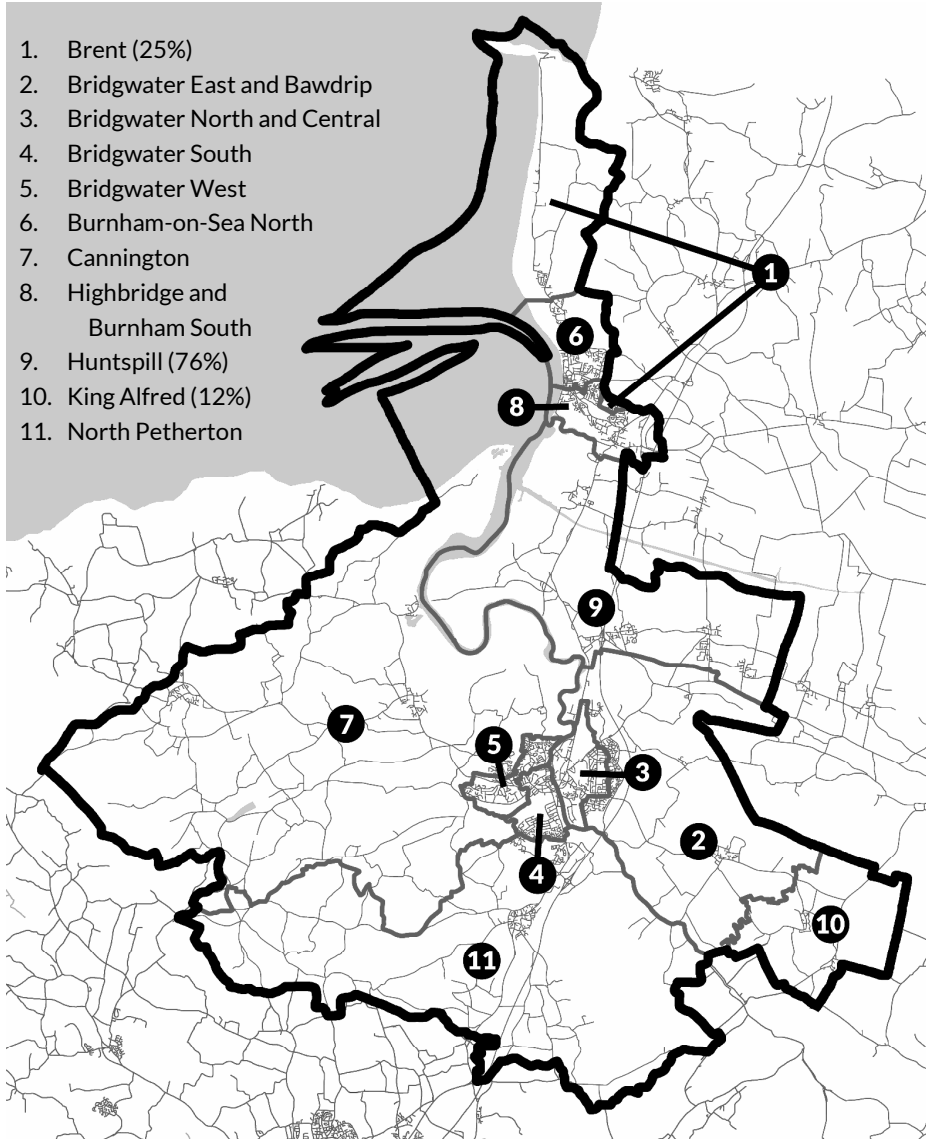 1. Brent (25%)
2. Bridgwater East and Bawdrip
3. Bridgwater North and Central
4. Bridgwater South
5. Bridgwater West
6. Burnham-on-Sea North
7. Cannington
8. Highbridge and
Burnham South
9. Huntspill (76%)
10. King Alfred (12%)
11. North Petherton
1
6
8
9
7
5
3
2
4
10
11